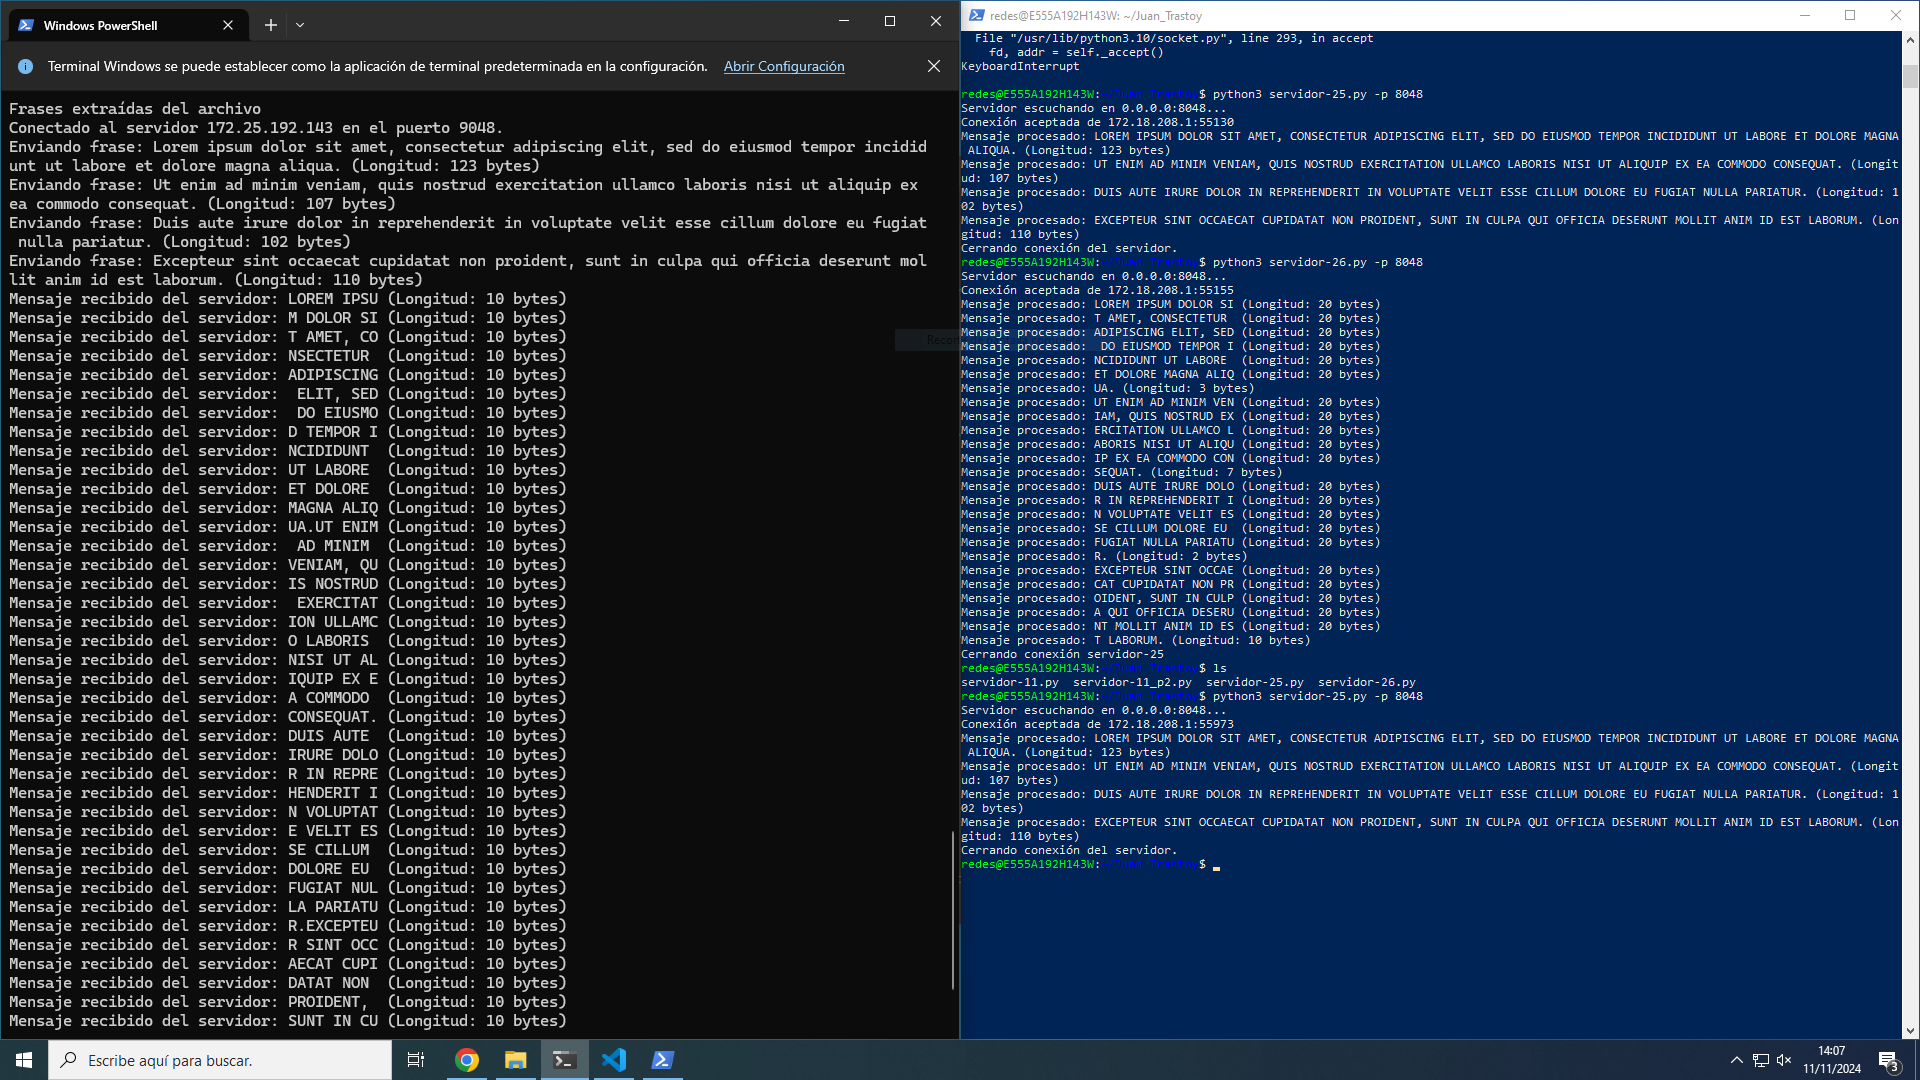 Windows PowerShell
Terminal Windows se puede establecer como la aplicación de terminal predeterminada en la configuración. Abrir Configuración
Frases extraídas del archivo
Conectado al servidor 172.25.192.143 en el puerto 9048.
Enviando frase: Lorem ipsum dolor sit amet, consectetur adipiscing elit, sed do eiusmod tempor incidid
unt ut labore et dolore magna aliqua. (Longitud: 123 bytes)
Enviando frase: Ut enim ad minim veniam, quis nostrud exercitation ullamco laboris nisi ut aliquip ex
ea commodo consequat. (Longitud: 107 bytes)
Enviando frase: Duis aute irure dolor in reprehenderit in voluptate velit esse cillum dolore eu fugiat
 nulla pariatur. (Longitud: 102 bytes)
Enviando frase: Excepteur sint occaecat cupidatat non proident, sunt in culpa qui officia deserunt mol
lit anim id est laborum. (Longitud: 110 bytes)
Mensaje recibido del servidor: LOREM IPSU (Longitud: 10 bytes)
Mensaje recibido del servidor: M DOLOR SI (Longitud: 10 bytes)
Mensaje recibido del servidor: T AMET, CO (Longitud: 10 bytes)
Mensaje recibido del servidor: NSECTETUR  (Longitud: 10 bytes)
Mensaje recibido del servidor: ADIPISCING (Longitud: 10 bytes)
Mensaje recibido del servidor:  ELIT, SED (Longitud: 10 bytes)
Mensaje recibido del servidor:  DO EIUSMO (Longitud: 10 bytes)
Mensaje recibido del servidor: D TEMPOR I (Longitud: 10 bytes)
Mensaje recibido del servidor: NCIDIDUNT  (Longitud: 10 bytes)
Mensaje recibido del servidor: UT LABORE  (Longitud: 10 bytes)
Mensaje recibido del servidor: ET DOLORE  (Longitud: 10 bytes)
Mensaje recibido del servidor: MAGNA ALIQ (Longitud: 10 bytes)
Mensaje recibido del servidor: UA.UT ENIM (Longitud: 10 bytes)
Mensaje recibido del servidor:  AD MINIM  (Longitud: 10 bytes)
Mensaje recibido del servidor: VENIAM, QU (Longitud: 10 bytes)
Mensaje recibido del servidor: IS NOSTRUD (Longitud: 10 bytes)
Mensaje recibido del servidor:  EXERCITAT (Longitud: 10 bytes)
Mensaje recibido del servidor: ION ULLAMC (Longitud: 10 bytes)
Mensaje recibido del servidor: O LABORIS  (Longitud: 10 bytes)
Mensaje recibido del servidor: NISI UT AL (Longitud: 10 bytes)
Mensaje recibido del servidor: IQUIP EX E (Longitud: 10 bytes)
Mensaje recibido del servidor: A COMMODO  (Longitud: 10 bytes)
Mensaje recibido del servidor: CONSEQUAT. (Longitud: 10 bytes)
Mensaje recibido del servidor: DUIS AUTE  (Longitud: 10 bytes)
Mensaje recibido del servidor: IRURE DOLO (Longitud: 10 bytes)
Mensaje recibido del servidor: R IN REPRE (Longitud: 10 bytes)
Mensaje recibido del servidor: HENDERIT I (Longitud: 10 bytes)
Mensaje recibido del servidor: N VOLUPTAT (Longitud: 10 bytes)
Mensaje recibido del servidor: E VELIT ES (Longitud: 10 bytes)
Mensaje recibido del servidor: SE CILLUM  (Longitud: 10 bytes)
Mensaje recibido del servidor: DOLORE EU  (Longitud: 10 bytes)
Mensaje recibido del servidor: FUGIAT NUL (Longitud: 10 bytes)
Mensaje recibido del servidor: LA PARIATU (Longitud: 10 bytes)
Mensaje recibido del servidor: R.EXCEPTEU (Longitud: 10 bytes)
Mensaje recibido del servidor: R SINT OCC (Longitud: 10 bytes)
Mensaje recibido del servidor: AECAT CUPI (Longitud: 10 bytes)
Mensaje recibido del servidor: DATAT NON  (Longitud: 10 bytes)
Mensaje recibido del servidor: PROIDENT,  (Longitud: 10 bytes)
Mensaje recibido del servidor: SUNT IN CU (Longitud: 10 bytes)
redes@E555A192H143W: ~/Juan_Trastoy
  File "/usr/lib/python3.10/socket.py", line 293, in accept
    fd, addr = self._accept()
KeyboardInterrupt
redes@E555A192H143W:~/Juan_Trastoy$ python3 servidor-25.py -p 8048
Servidor escuchando en 0.0.0.0:8048...
Conexión aceptada de 172.18.208.1:55130
Mensaje procesado: LOREM IPSUM DOLOR SIT AMET, CONSECTETUR ADIPISCING ELIT, SED DO EIUSMOD TEMPOR INCIDIDUNT UT LABORE ET DOLORE MAGNA
 ALIQUA. (Longitud: 123 bytes)
Mensaje procesado: UT ENIM AD MINIM VENIAM, QUIS NOSTRUD EXERCITATION ULLAMCO LABORIS NISI UT ALIQUIP EX EA COMMODO CONSEQUAT. (Longit
ud: 107 bytes)
Mensaje procesado: DUIS AUTE IRURE DOLOR IN REPREHENDERIT IN VOLUPTATE VELIT ESSE CILLUM DOLORE EU FUGIAT NULLA PARIATUR. (Longitud: 1
02 bytes)
Mensaje procesado: EXCEPTEUR SINT OCCAECAT CUPIDATAT NON PROIDENT, SUNT IN CULPA QUI OFFICIA DESERUNT MOLLIT ANIM ID EST LABORUM. (Lon
gitud: 110 bytes)
Cerrando conexión del servidor.
redes@E555A192H143W:~/Juan_Trastoy$ python3 servidor-26.py -p 8048
Servidor escuchando en 0.0.0.0:8048...
Conexión aceptada de 172.18.208.1:55155
Mensaje procesado: LOREM IPSUM DOLOR SI (Longitud: 20 bytes)
Mensaje procesado: T AMET, CONSECTETUR  (Longitud: 20 bytes)
Mensaje procesado: ADIPISCING ELIT, SED (Longitud: 20 bytes)
Mensaje procesado:  DO EIUSMOD TEMPOR I (Longitud: 20 bytes)
Mensaje procesado: NCIDIDUNT UT LABORE  (Longitud: 20 bytes)
Mensaje procesado: ET DOLORE MAGNA ALIQ (Longitud: 20 bytes)
Mensaje procesado: UA. (Longitud: 3 bytes)
Mensaje procesado: UT ENIM AD MINIM VEN (Longitud: 20 bytes)
Mensaje procesado: IAM, QUIS NOSTRUD EX (Longitud: 20 bytes)
Mensaje procesado: ERCITATION ULLAMCO L (Longitud: 20 bytes)
Mensaje procesado: ABORIS NISI UT ALIQU (Longitud: 20 bytes)
Mensaje procesado: IP EX EA COMMODO CON (Longitud: 20 bytes)
Mensaje procesado: SEQUAT. (Longitud: 7 bytes)
Mensaje procesado: DUIS AUTE IRURE DOLO (Longitud: 20 bytes)
Mensaje procesado: R IN REPREHENDERIT I (Longitud: 20 bytes)
Mensaje procesado: N VOLUPTATE VELIT ES (Longitud: 20 bytes)
Mensaje procesado: SE CILLUM DOLORE EU  (Longitud: 20 bytes)
Mensaje procesado: FUGIAT NULLA PARIATU (Longitud: 20 bytes)
Mensaje procesado: R. (Longitud: 2 bytes)
Mensaje procesado: EXCEPTEUR SINT OCCAE (Longitud: 20 bytes)
Mensaje procesado: CAT CUPIDATAT NON PR (Longitud: 20 bytes)
Mensaje procesado: OIDENT, SUNT IN CULP (Longitud: 20 bytes)
Mensaje procesado: A QUI OFFICIA DESERU (Longitud: 20 bytes)
Mensaje procesado: NT MOLLIT ANIM ID ES (Longitud: 20 bytes)
Mensaje procesado: T LABORUM. (Longitud: 10 bytes)
Cerrando conexión servidor-25
redes@E555A192H143W:~/Juan_Trastoy$ ls
servidor-11.py  servidor-11_p2.py  servidor-25.py  servidor-26.py
redes@E555A192H143W:~/Juan_Trastoy$ python3 servidor-25.py -p 8048
Servidor escuchando en 0.0.0.0:8048...
Conexión aceptada de 172.18.208.1:55973
Mensaje procesado: LOREM IPSUM DOLOR SIT AMET, CONSECTETUR ADIPISCING ELIT, SED DO EIUSMOD TEMPOR INCIDIDUNT UT LABORE ET DOLORE MAGNA
 ALIQUA. (Longitud: 123 bytes)
Mensaje procesado: UT ENIM AD MINIM VENIAM, QUIS NOSTRUD EXERCITATION ULLAMCO LABORIS NISI UT ALIQUIP EX EA COMMODO CONSEQUAT. (Longit
ud: 107 bytes)
Mensaje procesado: DUIS AUTE IRURE DOLOR IN REPREHENDERIT IN VOLUPTATE VELIT ESSE CILLUM DOLORE EU FUGIAT NULLA PARIATUR. (Longitud: 1
02 bytes)
Mensaje procesado: EXCEPTEUR SINT OCCAECAT CUPIDATAT NON PROIDENT, SUNT IN CULPA QUI OFFICIA DESERUNT MOLLIT ANIM ID EST LABORUM. (Lon
gitud: 110 bytes)
Cerrando conexión del servidor.
redes@E555A192H143W:~/Juan_Trastoy$
Escribe aquí para buscar.
14:07
11/11/2024
3